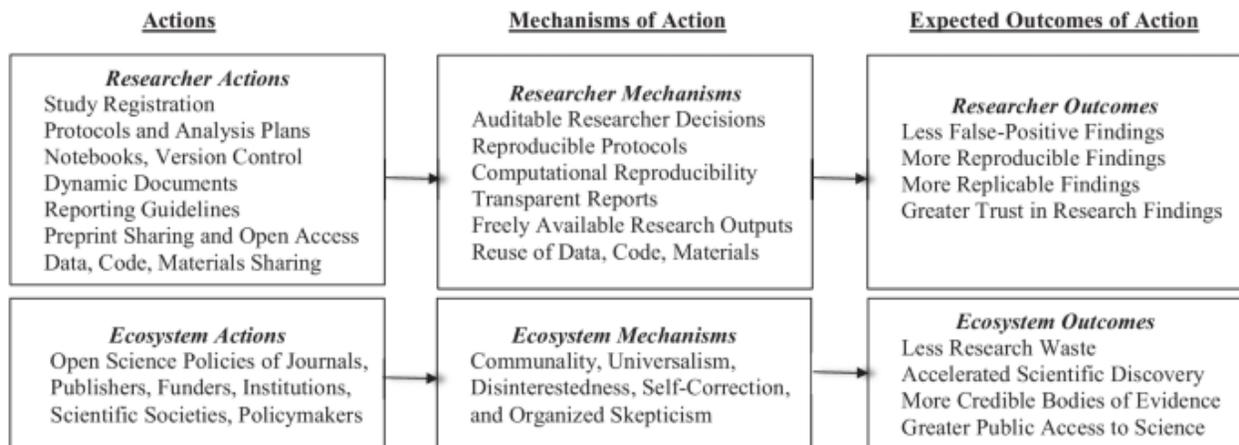 Actions
Mechanisms of Action
Expected Outcomes of Action
Researcher Actions
Study Registration
Protocols and Analysis Plans
Notebooks, Version Control
Dynamic Documents
Reporting Guidelines
Preprint Sharing and Open Access
Data, Code, Materials Sharing
Researcher Mechanisms
Auditable Researcher Decisions
Reproducible Protocols
Computational Reproducibility
Transparent Reports
Freely Available Research Outputs
Reuse of Data, Code, Materials
Researcher Outcomes
Less False-Positive Findings
More Reproducible Findings
More Replicable Findings
Greater Trust in Research Findings
Ecosystem Actions
Open Science Policies of Journals,
Publishers, Funders, Institutions,
Scientific Societies, Policymakers
Ecosystem Mechanisms
Communality, Universalism,
Disinterestedness, Self-Correction,
and Organized Skepticism
Ecosystem Outcomes
Less Research Waste
Accelerated Scientific Discovery
More Credible Bodies of Evidence
Greater Public Access to Science